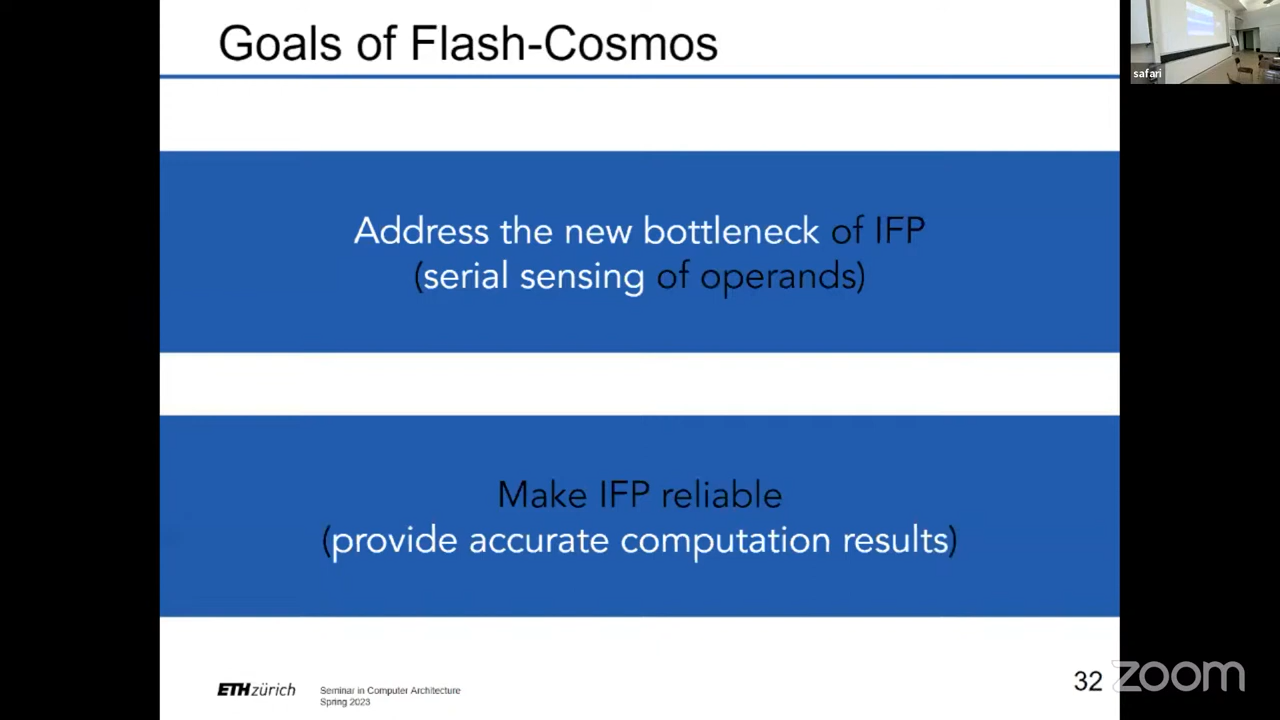 Goals of Flash-Cosmos
safari
Address the new bottleneck of IFP
(serial sensing of operands)
Make IFP reliable
(provide accurate computation results)
ETH zürich
Seminar in Computer Architecture
Spring 2023
32
zoom